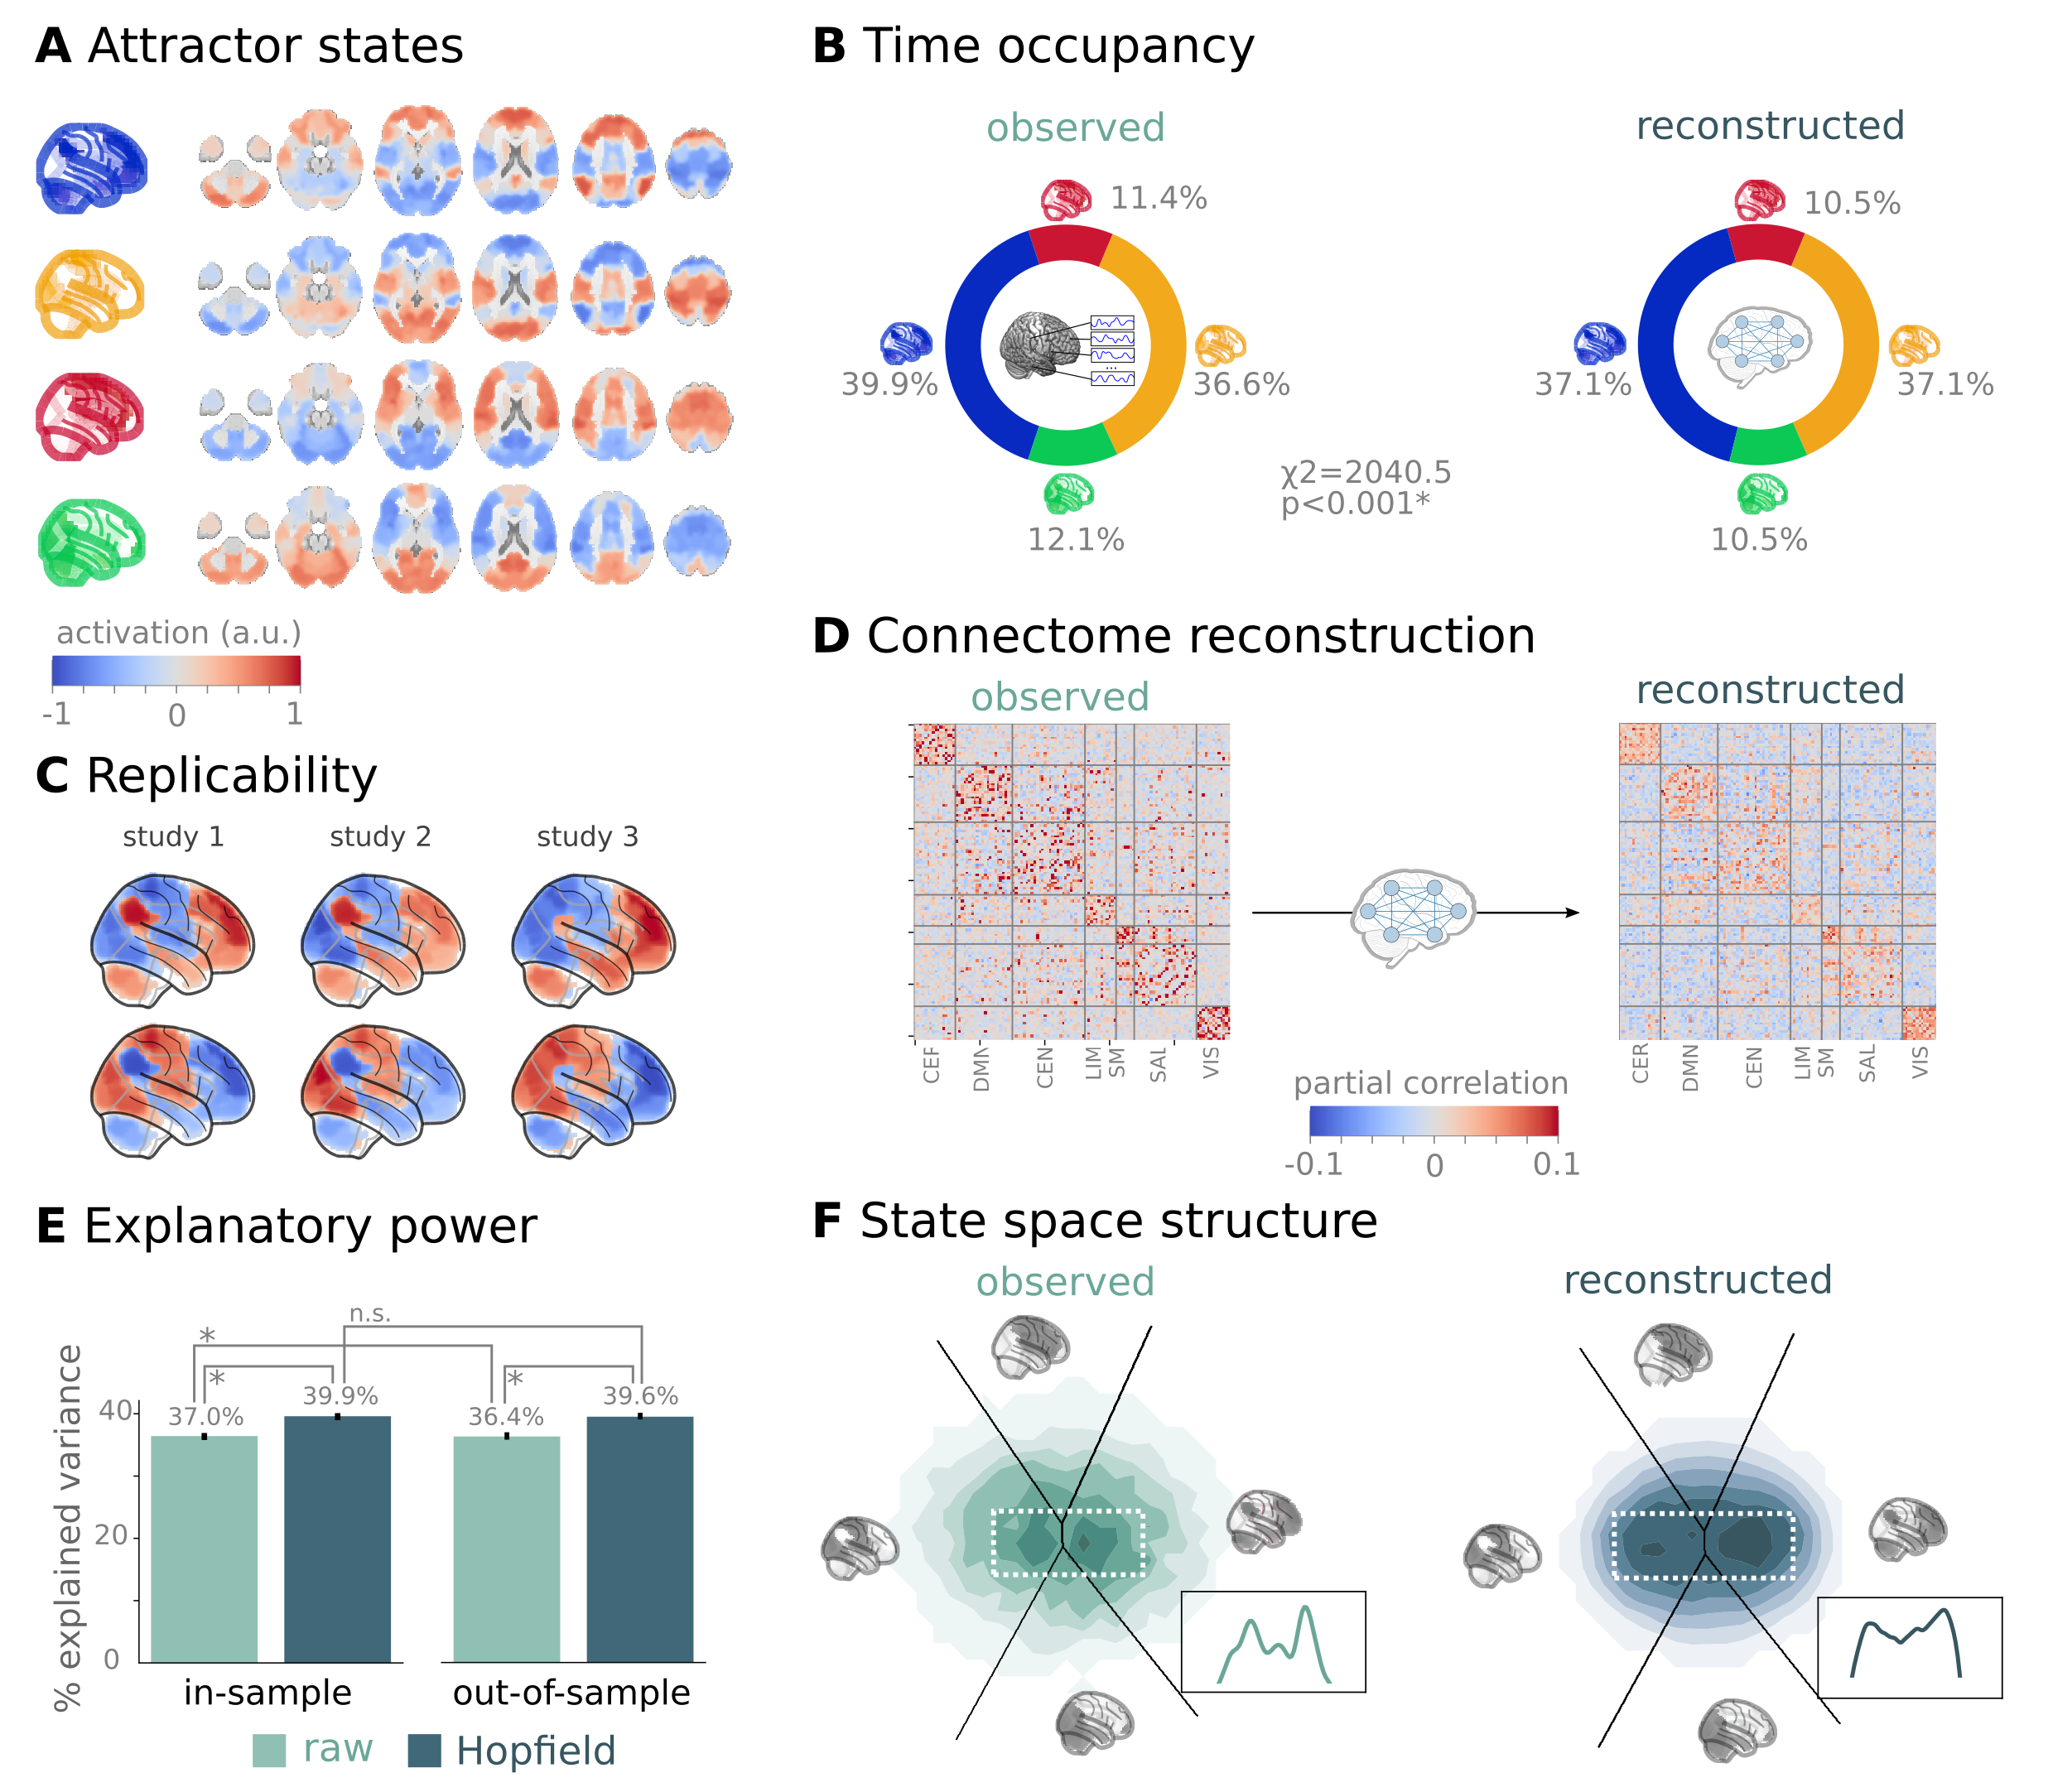 A Attractor states
activation (a.u.)
-1 0 1
B Time occupancy
observed
11.4%
39.9%
36.6%
12.1%
χ2=2040.5
p<0.001*
reconstructed
10.5%
37.1%
37.1%
10.5%
...
C Replicability
study 1 study 2 study 3
D Connectome reconstruction
observed
CEF DMN CEN LIM SM SAL VIS
reconstructed
CER DMN CEN LIM SM SAL VIS
partial correlation
-0.1 0 0.1
E Explanatory power
% explained variance
40
20
0
n.s.
*
* *
37.0% 39.9% 36.4% 39.6%
in-sample out-of-sample
raw Hopfield
F State space structure
observed
reconstructed